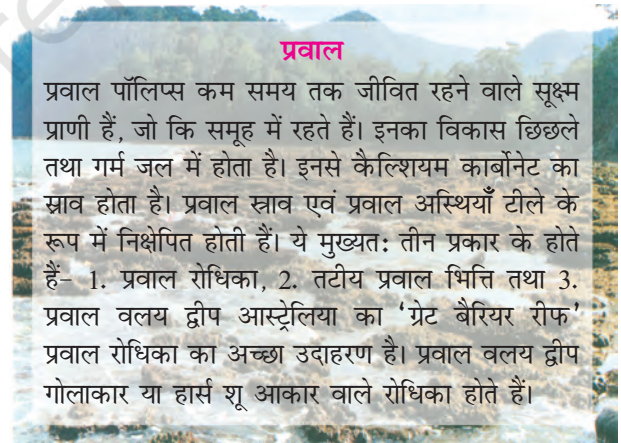 प्रवाल
प्रवाल पॉलिप्स कम समय तक जीवित रहने वाले सूक्ष्म
प्राणी हैं, जो कि समूह में रहते हैं। इनका विकास छिछले
तथा गर्म जल में होता है। इनसे कैल्शियम कार्बोनेट का
स्राव होता है। प्रवाल स्राव एवं प्रवाल अस्थियाँ टीले के
रूप में निक्षेपित होती हैं। ये मुख्यत: तीन प्रकार के होते
हैं– 1. प्रवाल रोधिका, 2. तटीय प्रवाल भित्ति तथा 3.
प्रवाल वलय द्वीप आस्ट्रेलिया का ‘ग्रेट बैरियर रीफ’
प्रवाल रोधिका का अच्छा उदाहरण है। प्रवाल वलय द्वीप
गोलाकार या हार्स शू आकार वाले रोधिका होते हैं।